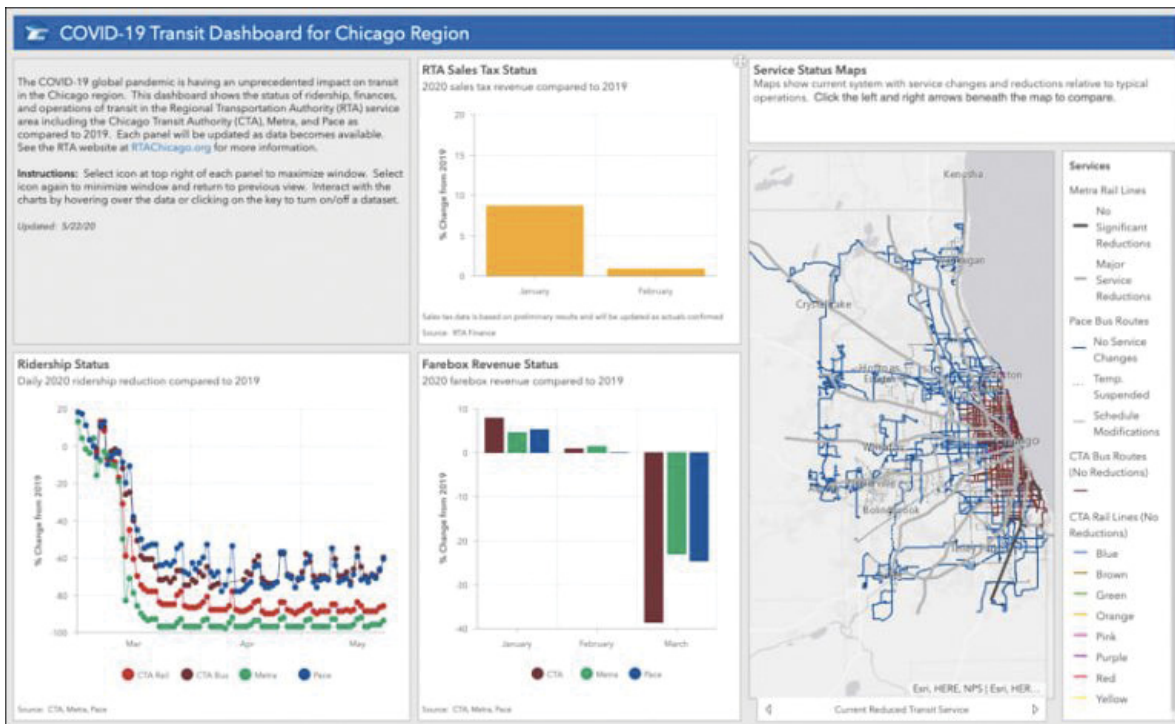 COVID-19 Transit Dashboard for Chicago Region
The COVID-19 global pandemic is having an unprecedented impact on transit
in the Chicago region. This dashboard shows the status of ridership, finances,
and operations of transit in the Regional Transportation Authority (RTA) service
area including the Chicago Transit Authority (CTA), Metra, and Pace as
compared to 2019. Each panel will be updated as data becomes available.
See the RTA website at RTAChicago.org for more information.
Instructions: Select icon at top right of each panel to maximize window. Select
icon again to minimize window and return to previous view. Interact with the
charts by hovering over the data or clicking on the key to turn on/off a dataset.
Updated: 5/22/20
RTA Sales Tax Status
2020 sales tax revenue compared to 2019
% Change from 2019
20
15
10
5
0
January
February
Sales tax data is based on preliminary results and will be updated as actuals confirmed
Source: RTA Finance
Service Status Maps
Maps show current system with service changes and reductions relative to typical
operations. Click the left and right arrows beneath the map to compare.
Kenosha
Crystal Lake
Hoffman
Bolingbrook
Esri, HERE, NPS | Esri, HER...
Current Reduced Transit Service
Services
Metra Rail Lines
No
Significant
Reductions
Major
Service
Reductions
Pace Bus Routes
No Service
Changes
Temp.
Suspended
Schedule
Modifications
CTA Bus Routes
(No Reductions)
CTA Rail Lines (No
Reductions)
Blue
Brown
Green
Orange
Pink
Purple
Red
Yellow
Ridership Status
Daily 2020 ridership reduction compared to 2019
% Change from 2019
20
0
-20
-40
-60
-80
-100
Mar
Apr
May
CTA Rail
CTA Bus
Metra
Pace
Source: CTA, Metra, Pace
Farebox Revenue Status
2020 farebox revenue compared to 2019
% Change from 2019
10
0
-10
-20
-30
-40
January
February
March
CTA
Metra
Pace
Source: CTA, Metra, Pace